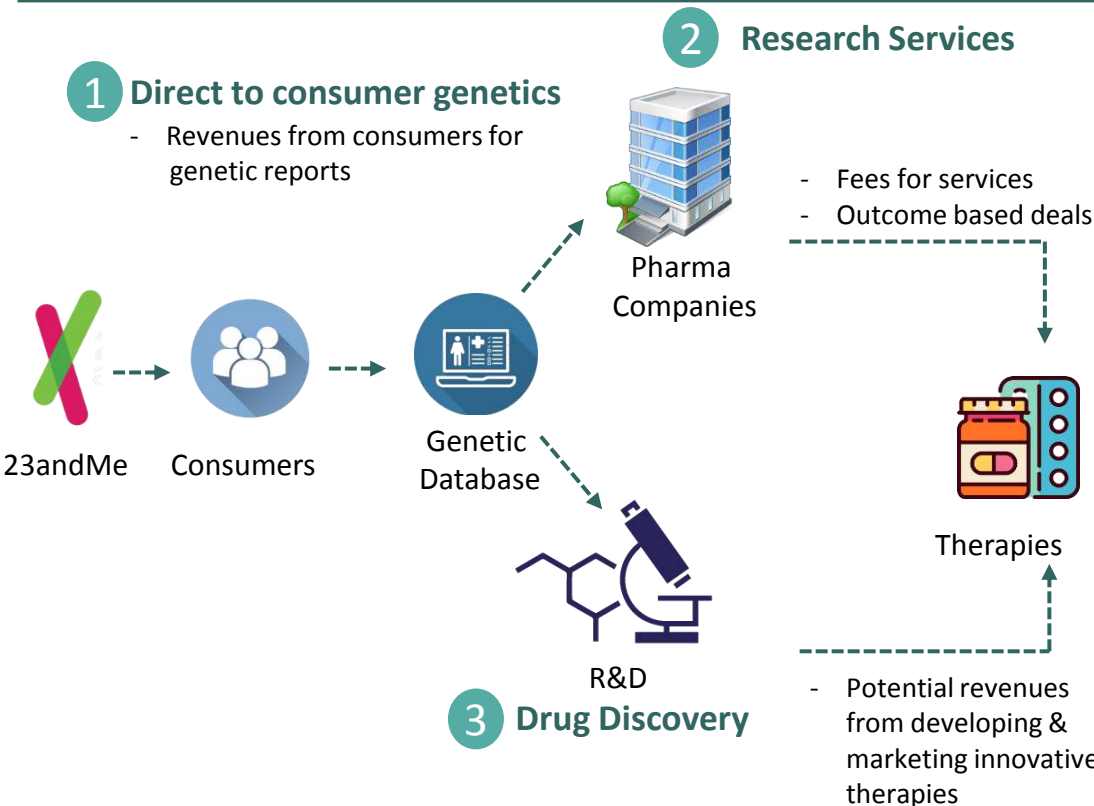 2 Research Services
1 Direct to consumer genetics
- Revenues from consumers for
genetic reports
- Fees for services
- Outcome based deals
Pharma
Companies
23andMe
Consumers
Genetic
Database
Therapies
R&D
3 Drug Discovery
- Potential revenues
from developing &
marketing innovative
therapies